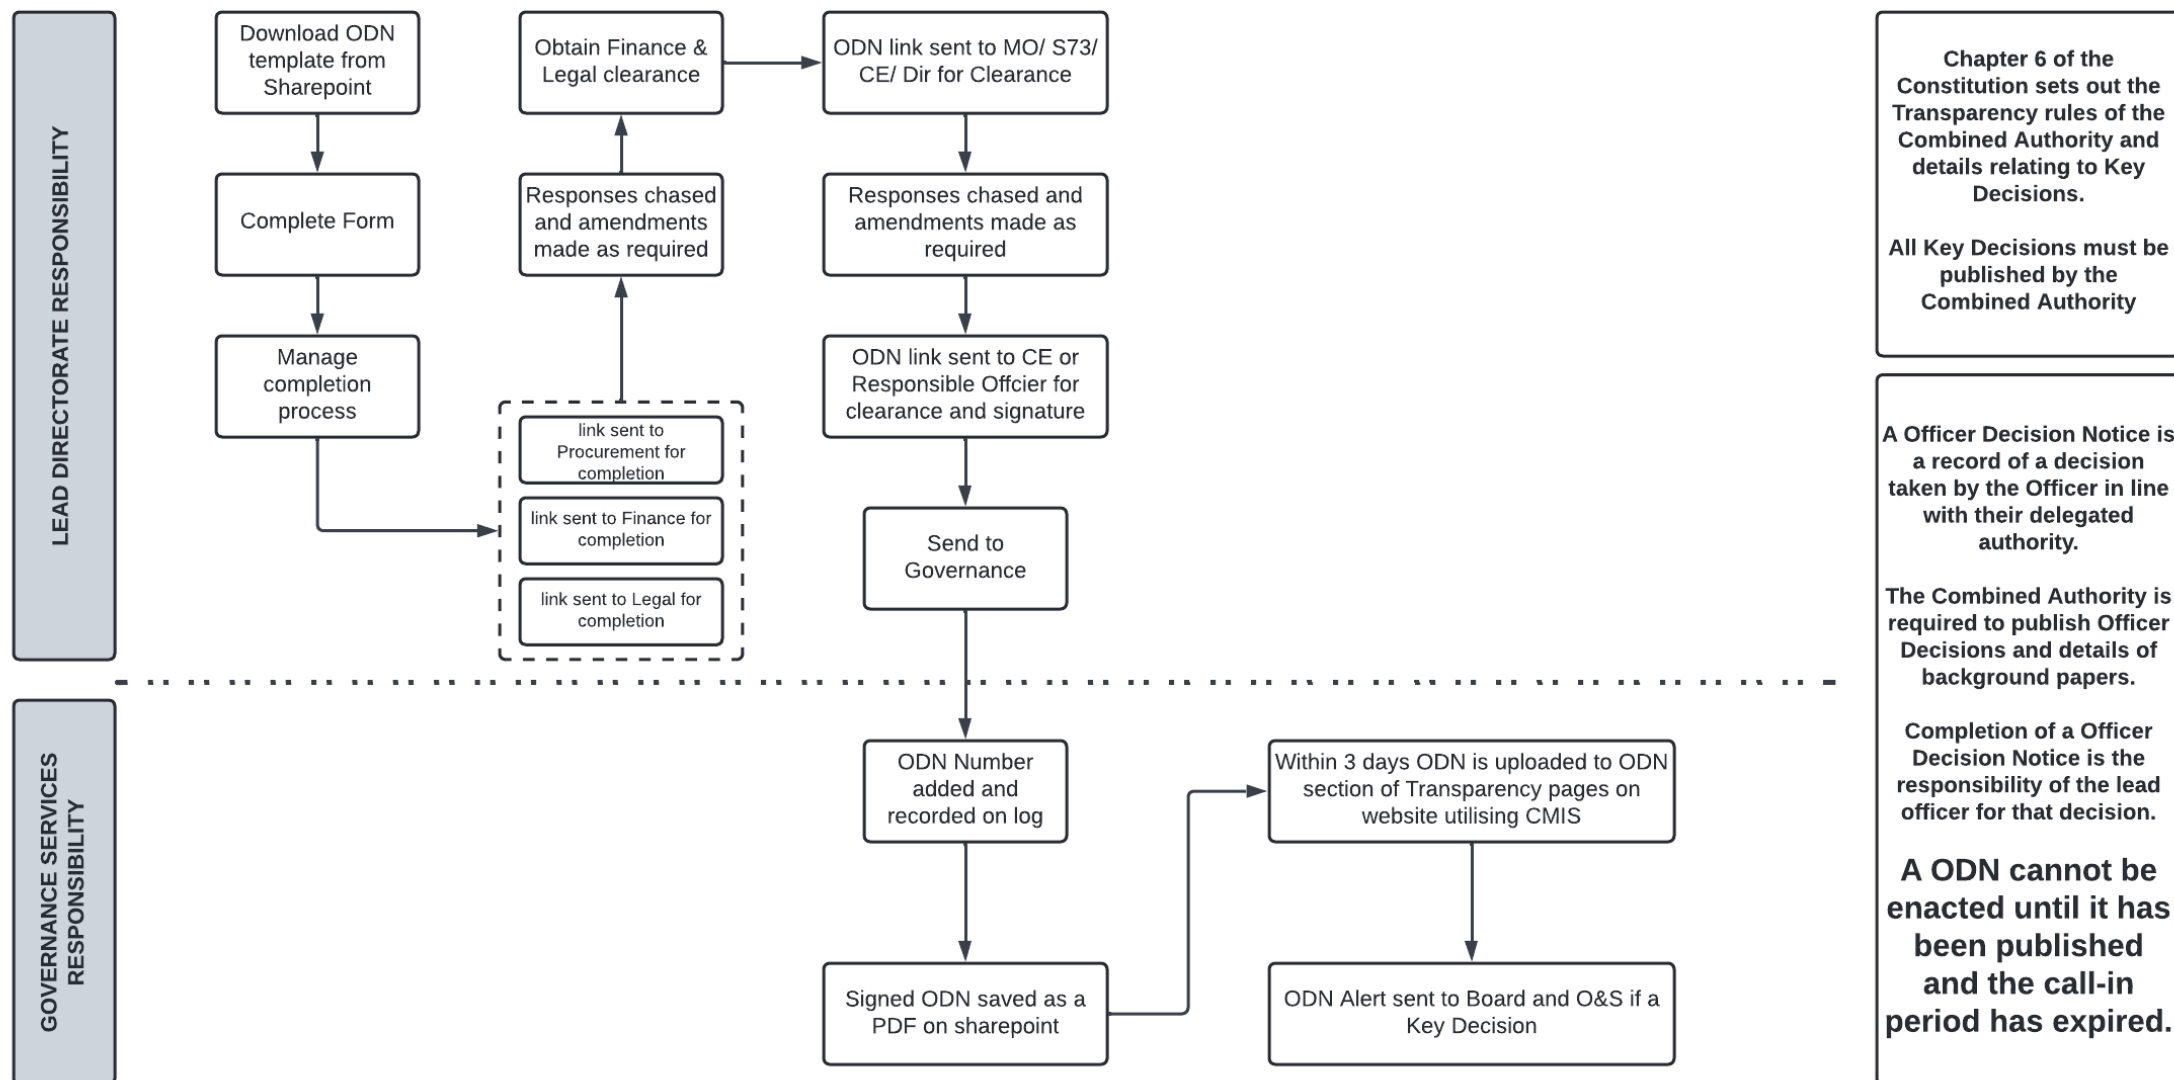 LEAD DIRECTORATE RESPONSIBILITY
Download ODN
template from
Sharepoint
Complete Form
Manage
completion
process
Obtain Finance &
Legal clearance
Responses chased
and amendments
made as required
link sent to
Procurement for
completion
link sent to Finance for
completion
link sent to Legal for
completion
ODN link sent to MO/ S73/
CE/ Dir for Clearance
Responses chased and
amendments made as
required
ODN link sent to CE or
Responsible Offcier for
clearance and signature
Send to
Governance
GOVERNANCE SERVICES
RESPONSIBILITY
ODN Number
added and
recorded on log
Signed ODN saved as a
PDF on sharepoint
Within 3 days ODN is uploaded to ODN
section of Transparency pages on
website utilising CMIS
ODN Alert sent to Board and O&S if a
Key Decision
Chapter 6 of the
Constitution sets out the
Transparency rules of the
Combined Authority and
details relating to Key
Decisions.
All Key Decisions must be
published by the
Combined Authority
A Officer Decision Notice is
a record of a decision
taken by the Officer in line
with their delegated
authority.
The Combined Authority is
required to publish Officer
Decisions and details of
background papers.
Completion of a Officer
Decision Notice is the
responsibility of the lead
officer for that decision.
A ODN cannot be
enacted until it has
been published
and the call-in
period has expired.